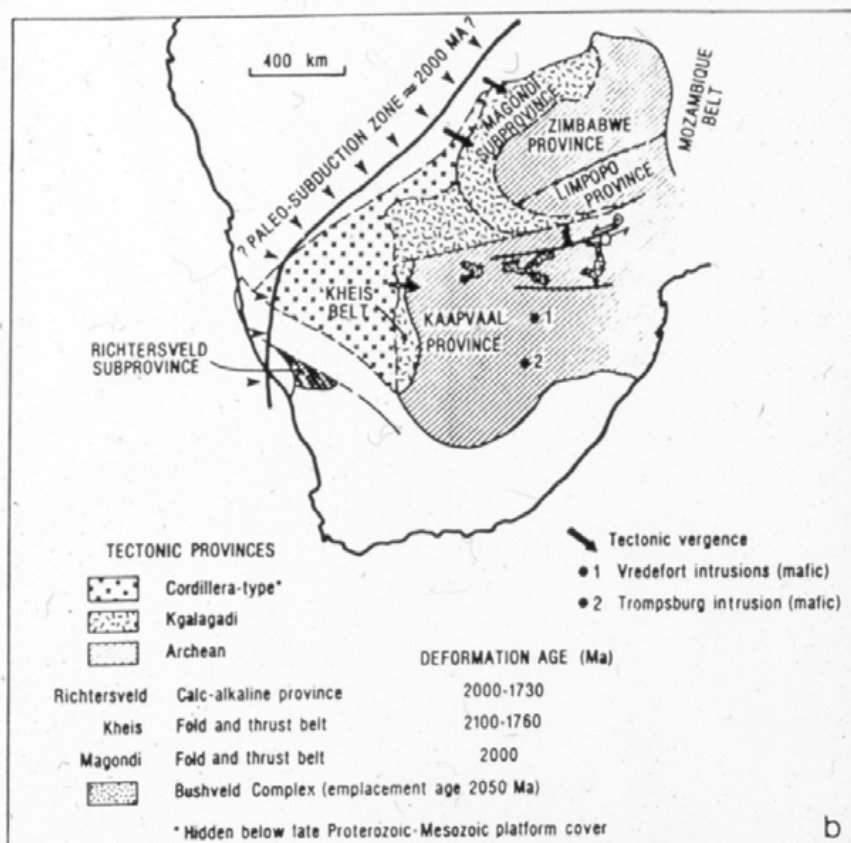 400 km
? PALEO-SUBDUCTION ZONE ≈ 2000 MA ?
MAGONDI
SUBPROVINCE
ZIMBABWE
PROVINCE
MOZAMBIQUE
BELT
LIMPOPO
PROVINCE
KHEIS
BELT
KAAPVAAL
PROVINCE
1
2
RICHTERSVELD
SUBPROVINCE
TECTONIC PROVINCES
Cordillera-type*
Kgalagadi
Archean
Tectonic vergence
1 Vredefort intrusions (mafic)
2 Trompsburg intrusion (mafic)
DEFORMATION AGE (Ma)
Richtersveld Calc-alkaline province 2000-1730
Kheis Fold and thrust belt 2100-1760
Magondi Fold and thrust belt 2000
Bushveld Complex (emplacement age 2050 Ma)
* Hidden below late Proterozoic-Mesozoic platform cover
b